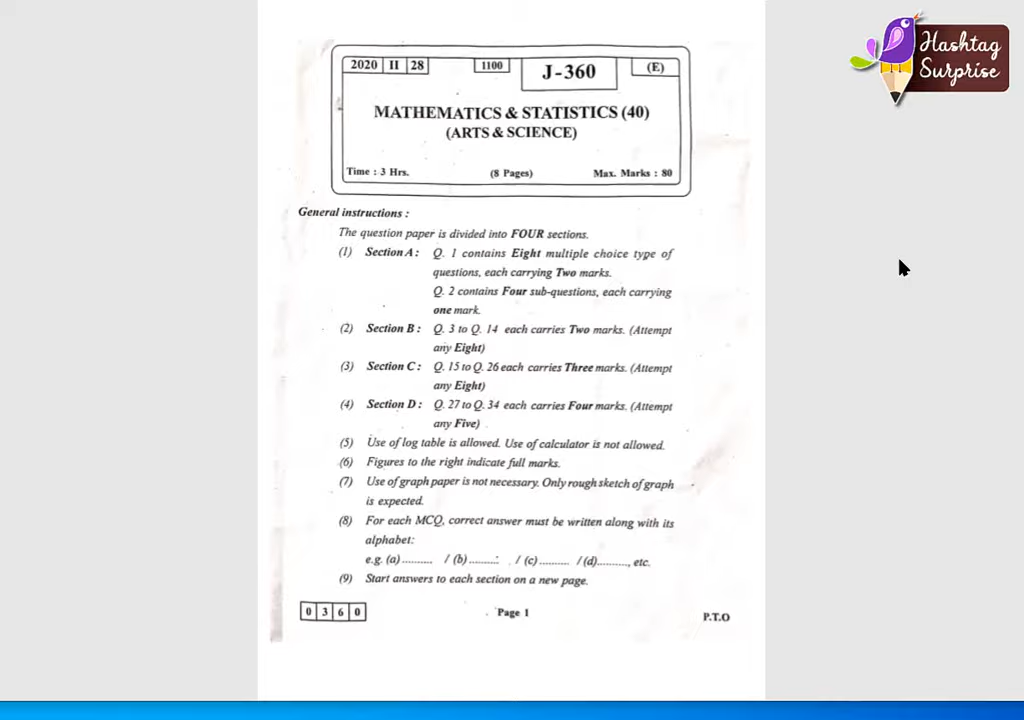 Hashtag
Surprise
2020 II 28 1100 J-360 (E)
MATHEMATICS & STATISTICS (40)
(ARTS & SCIENCE)
Time : 3 Hrs. (8 Pages) Max. Marks : 80
General instructions :
The question paper is divided into FOUR sections.
(1) Section A : Q. 1 contains Eight multiple choice type of
questions, each carrying Two marks.
Q. 2 contains Four sub-questions, each carrying
one mark.
(2) Section B : Q. 3 to Q. 14 each carries Two marks. (Attempt
any Eight)
(3) Section C : Q. 15 to Q. 26 each carries Three marks. (Attempt
any Eight)
(4) Section D : Q. 27 to Q. 34 each carries Four marks. (Attempt
any Five)
(5) Use of log table is allowed. Use of calculator is not allowed.
(6) Figures to the right indicate full marks.
(7) Use of graph paper is not necessary. Only rough sketch of graph
is expected.
(8) For each MCQ, correct answer must be written along with its
alphabet:
e.g. (a).......... / (b)........: / (c).......... / (d).........., etc.
(9) Start answers to each section on a new page.
0 3 6 0 Page 1 P.T.O